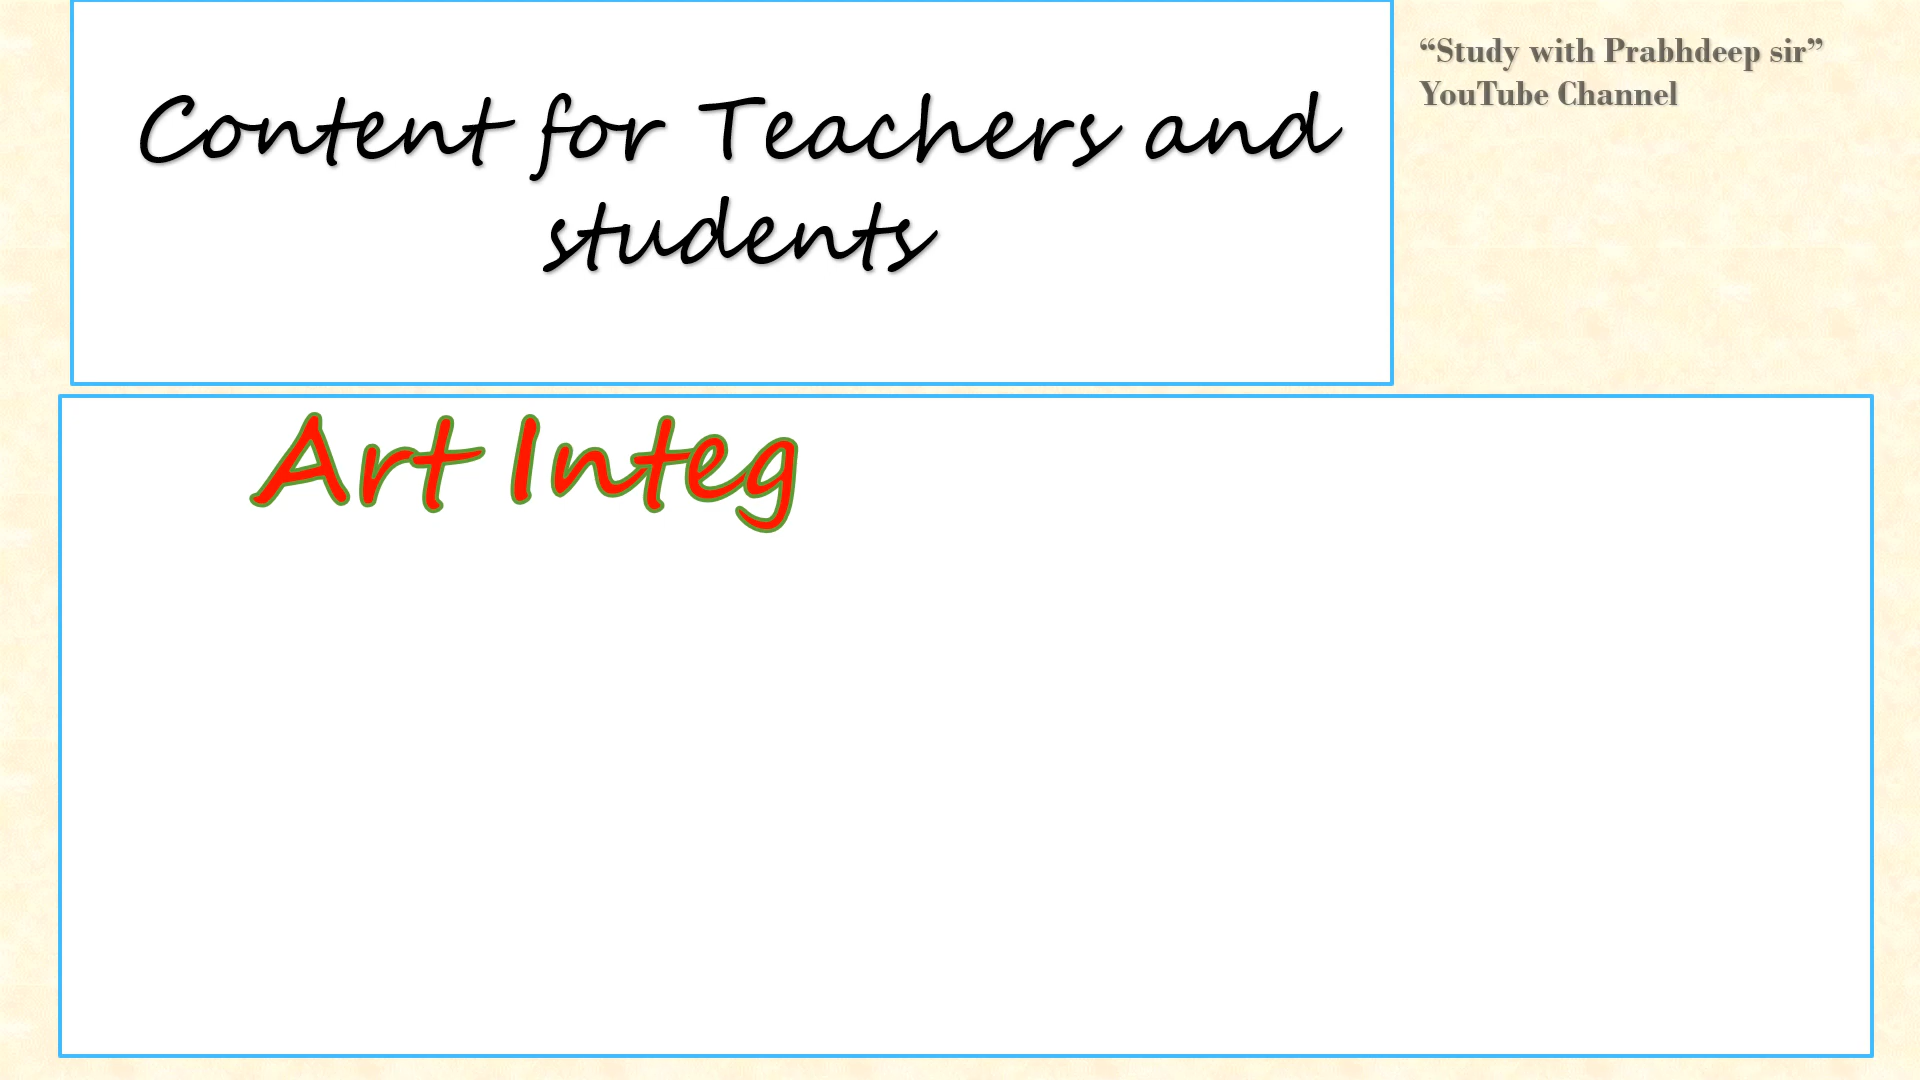 Content for Teachers and
students
“Study with Prabhdeep sir”
YouTube Channel
Art Integ